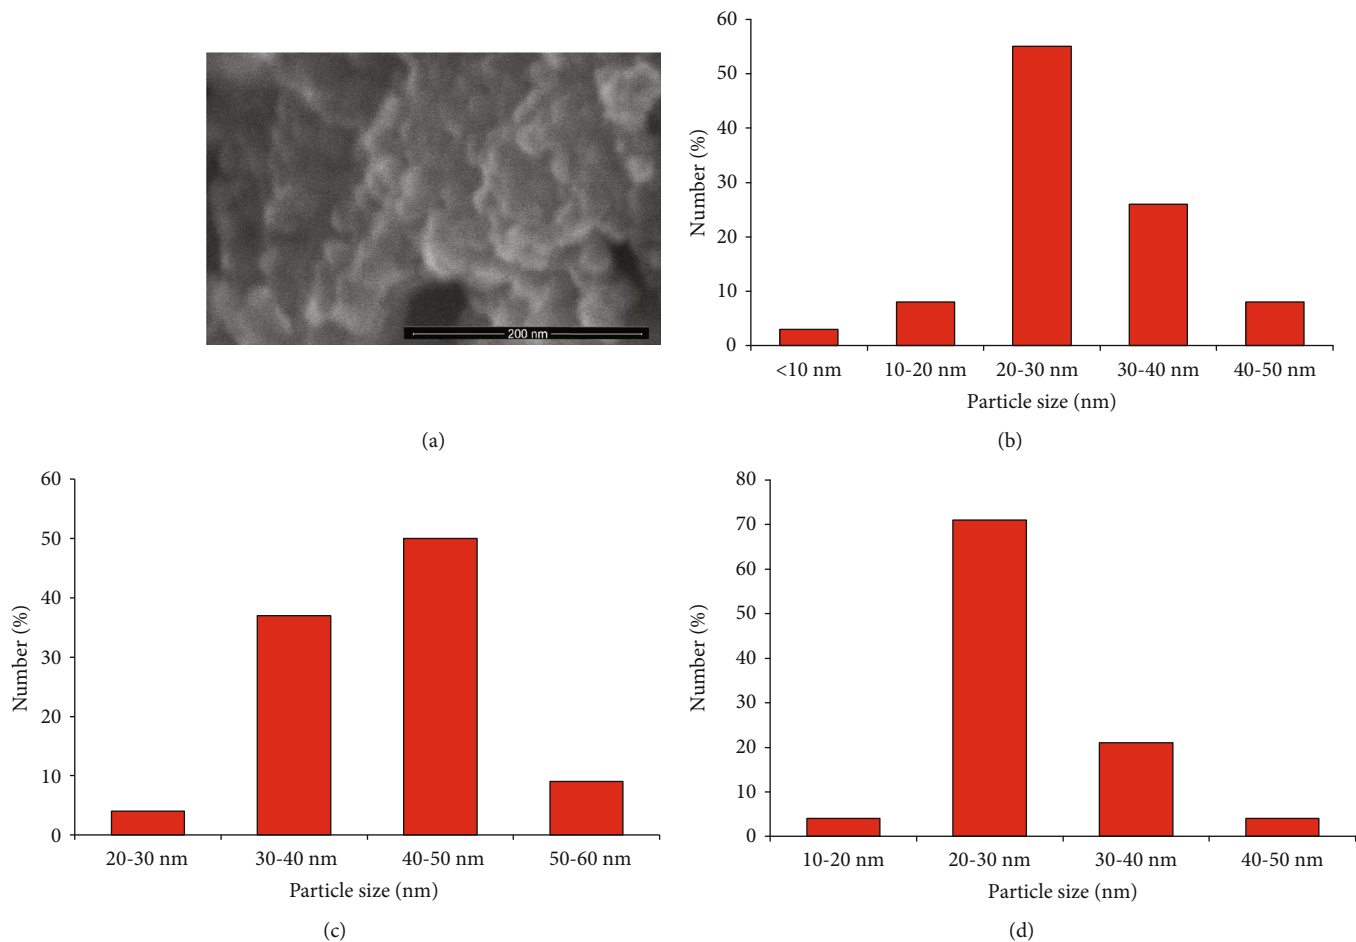 200 nm
(a)
60
50
40
30
20
10
0
Number (%)
<10 nm 10-20 nm 20-30 nm 30-40 nm 40-50 nm
Particle size (nm)
(b)
60
50
40
30
20
10
0
Number (%)
20-30 nm 30-40 nm 40-50 nm 50-60 nm
Particle size (nm)
(c)
80
70
60
50
40
30
20
10
0
Number (%)
10-20 nm 20-30 nm 30-40 nm 40-50 nm
Particle size (nm)
(d)